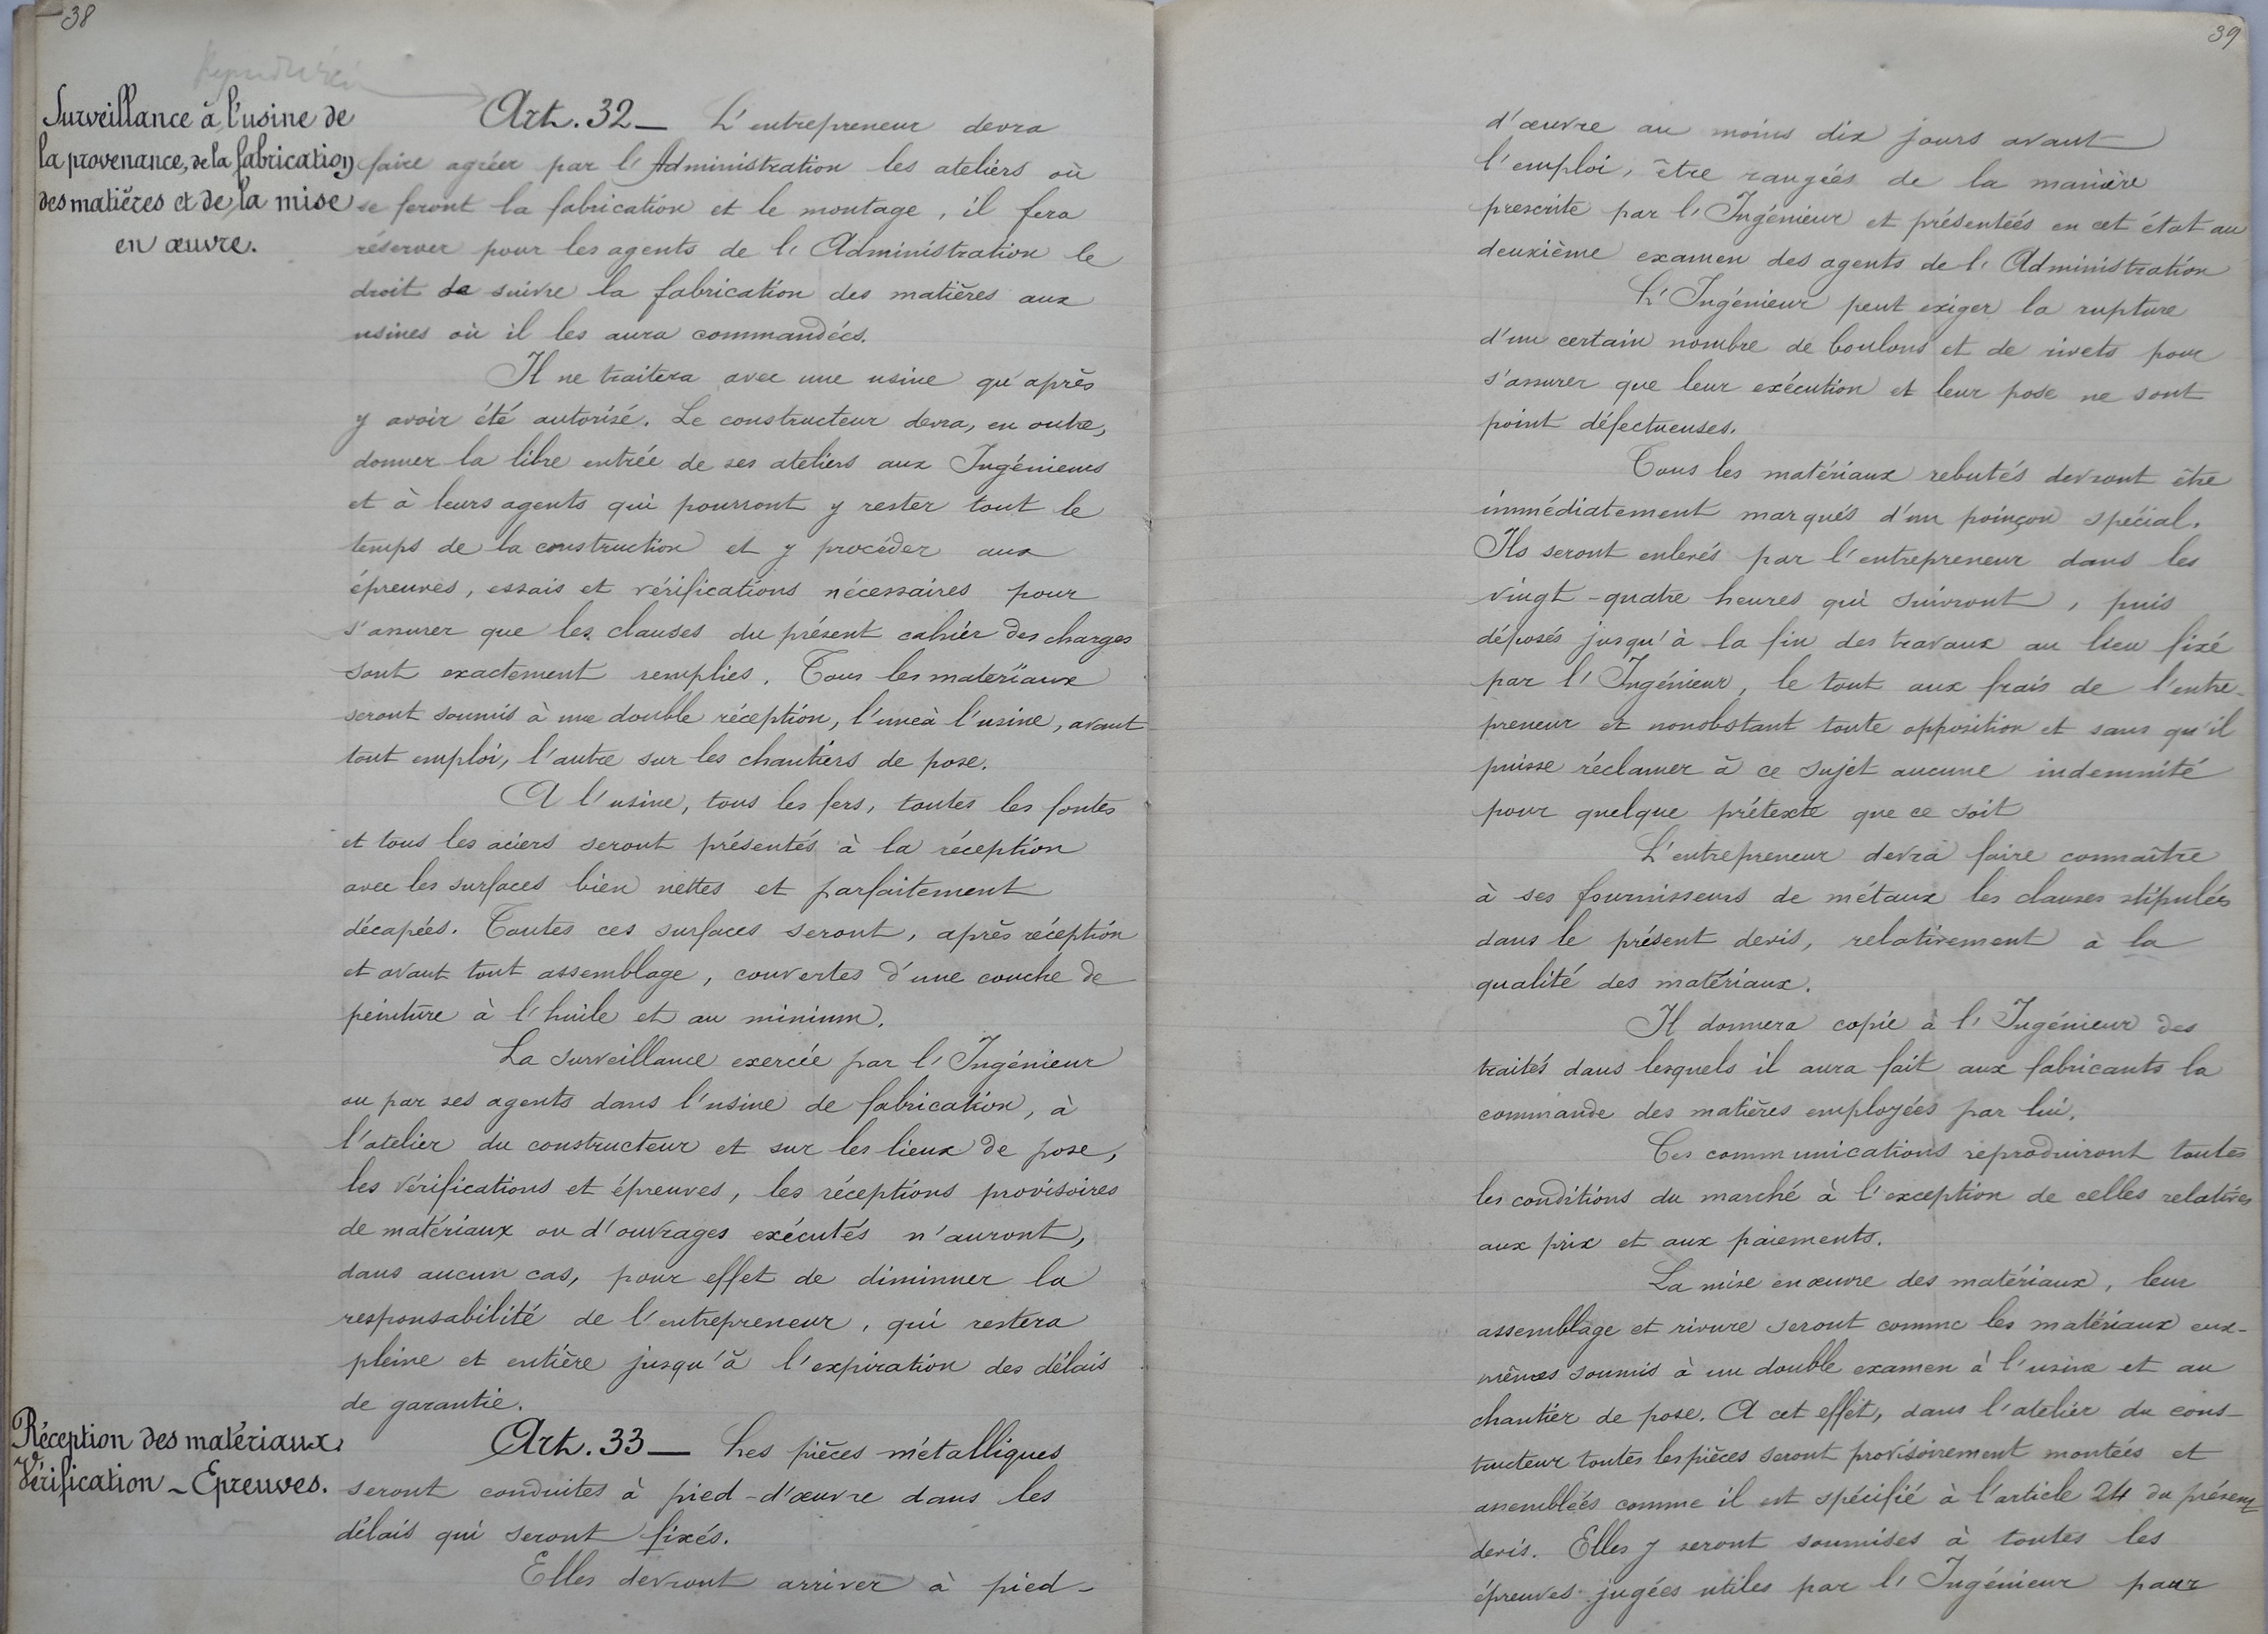 38
Surveillance à l'usine de
la provenance, de la fabrication
des matières et de la mise
en œuvre.
Art. 32 — L'entrepreneur devra
faire agréer par l'Administration les ateliers où
se feront la fabrication et le montage, il fera
réserver pour les agents de l'Administration le
droit de suivre la fabrication des matières aux
usines où il les aura commandées.
Il ne traitera avec une usine qu'après
y avoir été autorisé. Le constructeur devra, en outre,
donner la libre entrée de ses ateliers aux Ingénieurs
et à leurs agents qui pourront y rester tout le
temps de la construction et y procéder aux
épreuves, essais et vérifications nécessaires pour
s'assurer que les clauses du présent cahier des charges
sont exactement remplies. Tous les matériaux
seront soumis à une double réception, l'une à l'usine, avant
tout emploi, l'autre sur les chantiers de pose.
A l'usine, tous les fers, toutes les fontes
et tous les aciers seront présentés à la réception
avec les surfaces bien nettes et parfaitement
décapées. Toutes ces surfaces seront, après réception
et avant tout assemblage, couvertes d'une couche de
peinture à l'huile et au minium.
La surveillance exercée par l'Ingénieur
ou par ses agents dans l'usine de fabrication, à
l'atelier du constructeur et sur les lieux de pose,
les vérifications et épreuves, les réceptions provisoires
de matériaux ou d'ouvrages exécutés n'auront,
dans aucun cas, pour effet de diminuer la
responsabilité de l'entrepreneur, qui restera
pleine et entière jusqu'à l'expiration des délais
de garantie.
Réception des matériaux
Vérification - Epreuves.
Art. 33 — Les pièces métalliques
seront conduites à pied-d'œuvre dans les
délais qui seront fixés.
Elles devront arriver à pied-
39
d'œuvre au moins dix jours avant
l'emploi, être rangées de la manière
prescrite par l'Ingénieur et présentées en cet état au
deuxième examen des agents de l'Administration
L'Ingénieur peut exiger la rupture
d'un certain nombre de boulons et de rivets pour
s'assurer que leur exécution et leur pose ne sont
point défectueuses.
Tous les matériaux rebutés devront être
immédiatement marqués d'un poinçon spécial.
Ils seront enlevés par l'entrepreneur dans les
vingt-quatre heures qui suivront, puis
déposés jusqu'à la fin des travaux au lieu fixé
par l'Ingénieur, le tout aux frais de l'entre-
preneur et nonobstant toute opposition et sans qu'il
puisse réclamer à ce sujet aucune indemnité
pour quelque prétexte que ce soit
L'entrepreneur devra faire connaître
à ses fournisseurs de métaux les clauses stipulées
dans le présent devis, relativement à la
qualité des matériaux.
Il donnera copie à l'Ingénieur des
traités dans lesquels il aura fait aux fabricants la
commande des matières employées par lui.
Ces communications reproduiront toutes
les conditions du marché à l'exception de celles relatives
aux prix et aux paiements.
La mise en œuvre des matériaux, leur
assemblage et rivure seront comme les matériaux eux-
mêmes soumis à un double examen à l'usine et au
chantier de pose. A cet effet, dans l'atelier du cons-
tructeur toutes les pièces seront provisoirement montées et
assemblées comme il est spécifié à l'article 24 du présent
devis. Elles y seront soumises à toutes les
épreuves jugées utiles par l'Ingénieur pour